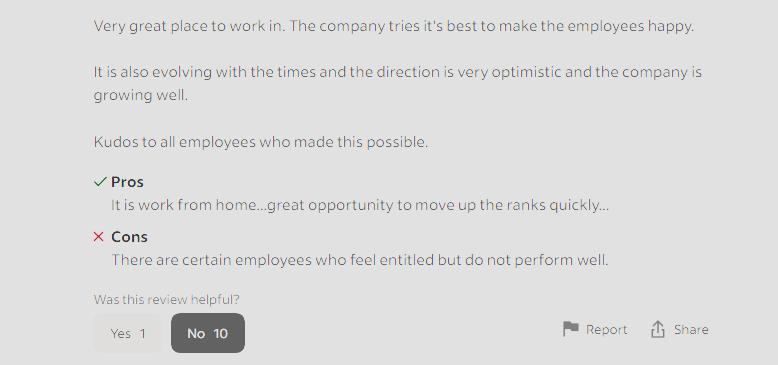 Very great place to work in. The company tries it's best to make the employees happy.
It is also evolving with the times and the direction is very optimistic and the company is
growing well.
Kudos to all employees who made this possible.
Pros
It is work from home...great opportunity to move up the ranks quickly...
Cons
There are certain employees who feel entitled but do not perform well.
Was this review helpful?
Yes 1 No 10 Report Share